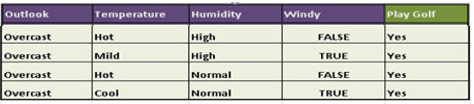 Outlook Temperature Humidity Windy Play Golf
Overcast Hot High FALSE Yes
Overcast Mild High TRUE Yes
Overcast Hot Normal FALSE Yes
Overcast Cool Normal TRUE Yes